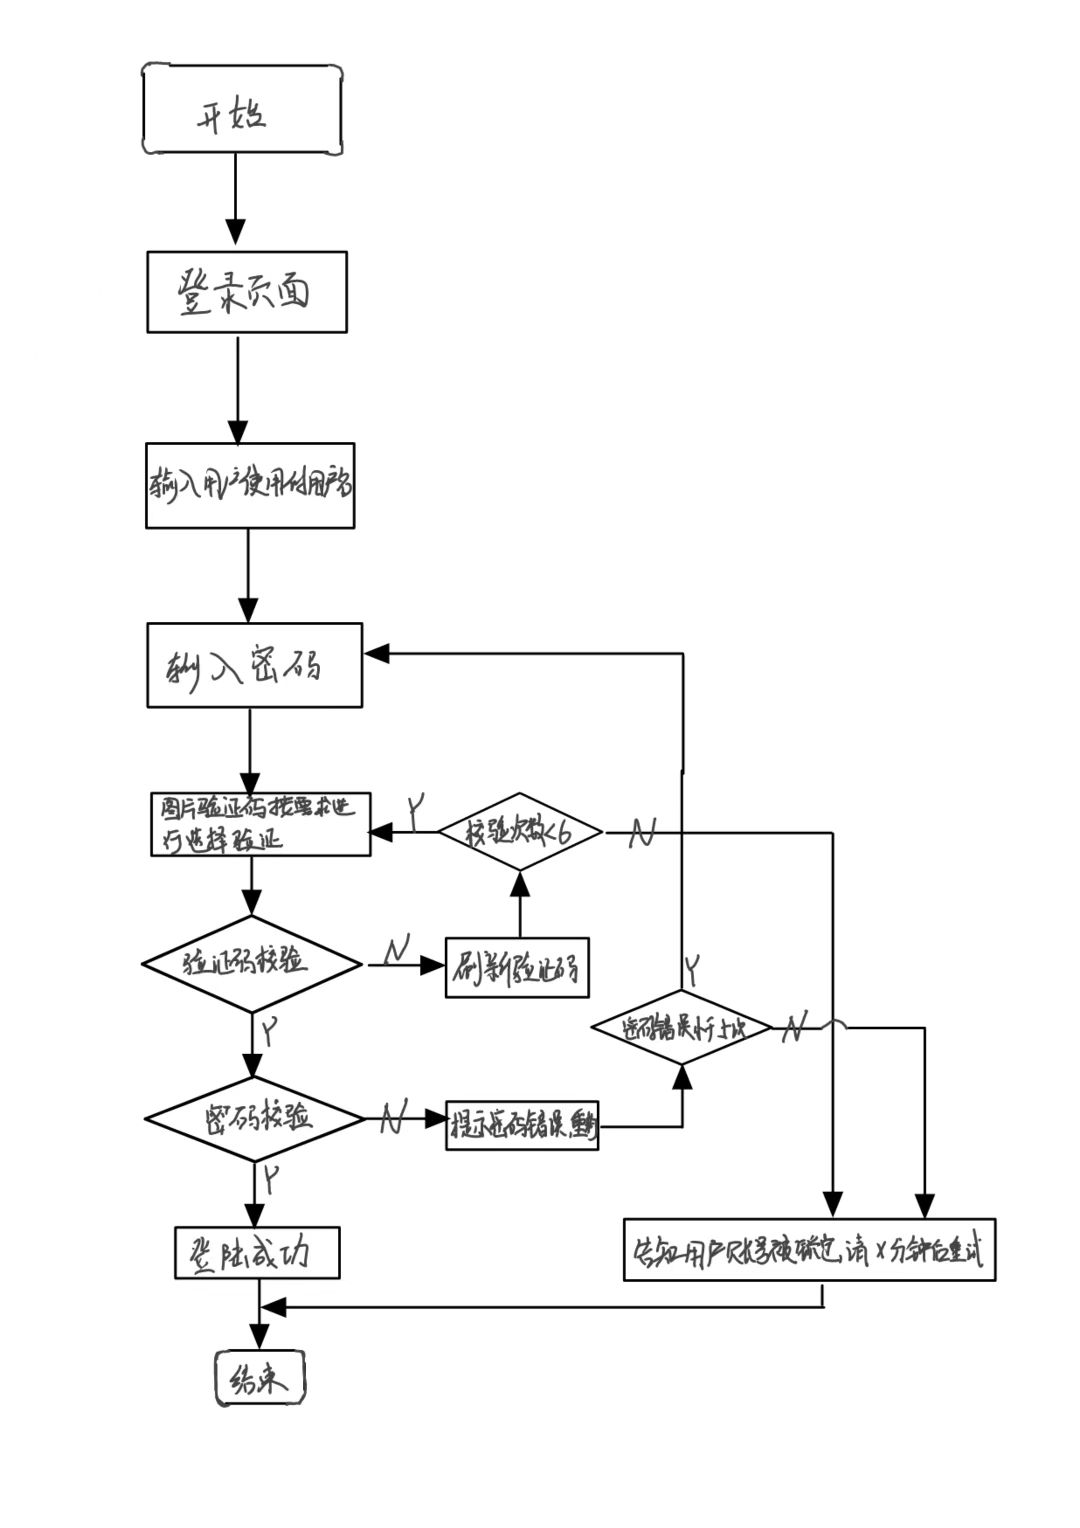 开始
登录页面
输入用户使用的用户名
输入密码
图片验证码按要求进
行选择验证
Y
校验次数<6
N
验证码校验
N
刷新验证码
Y
Y
密码错误小于
N
密码校验
N
提示密码错误,重
Y
登陆成功
告知用户账号被锁定,请X分钟后重试
结束